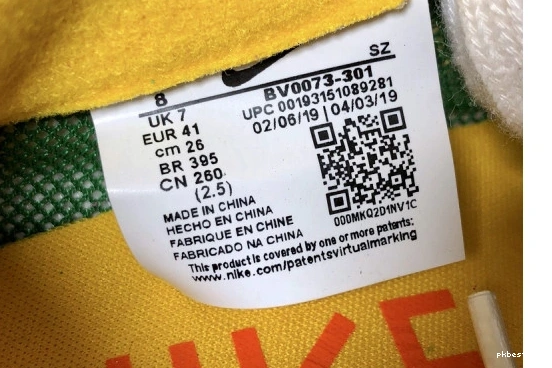 SZ
8
BV0073-301
UK 7
UPC 00193151089281
EUR 41
02/06/19 | 04/03/19
cm 26
BR 395
CN 260
(2.5)
000MKQ2D1NV1C
MADE IN CHINA
HECHO EN CHINA
FABRIQUE EN CHINE
FABRICADO NA CHINA
This product is covered by one or more patents:
www.nike.com/patentsvirtualmarking
NIKE